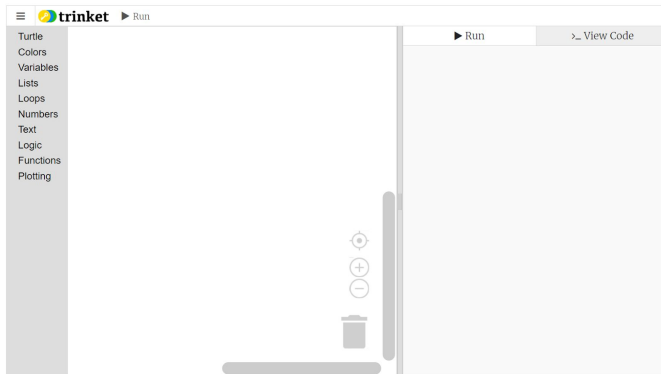 trinket Run
Turtle
Colors
Variables
Lists
Loops
Numbers
Text
Logic
Functions
Plotting
Run
>_ View Code